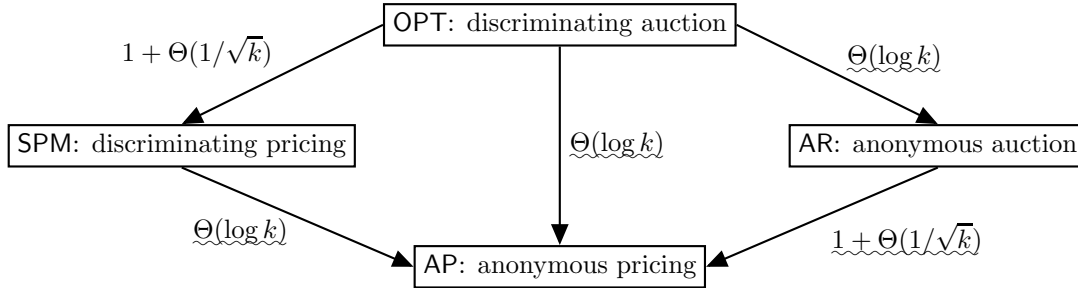 OPT: discriminating auction
1 + Θ(1/√k)
Θ(log k)
SPM: discriminating pricing
Θ(log k)
AR: anonymous auction
Θ(log k)
1 + Θ(1/√k)
AP: anonymous pricing